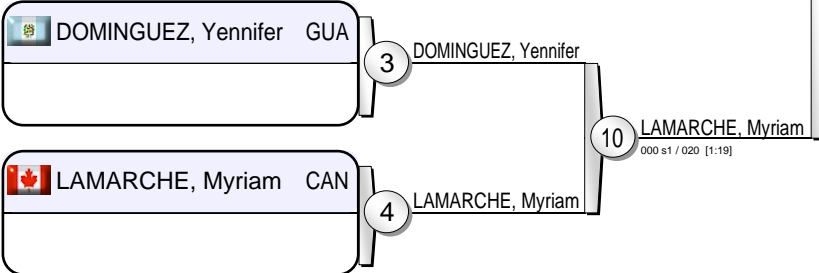 DOMINGUEZ, Yennifer GUA
3
DOMINGUEZ, Yennifer
10
LAMARCHE, Myriam
000 s1 / 020 [1:19]
LAMARCHE, Myriam CAN
4
LAMARCHE, Myriam